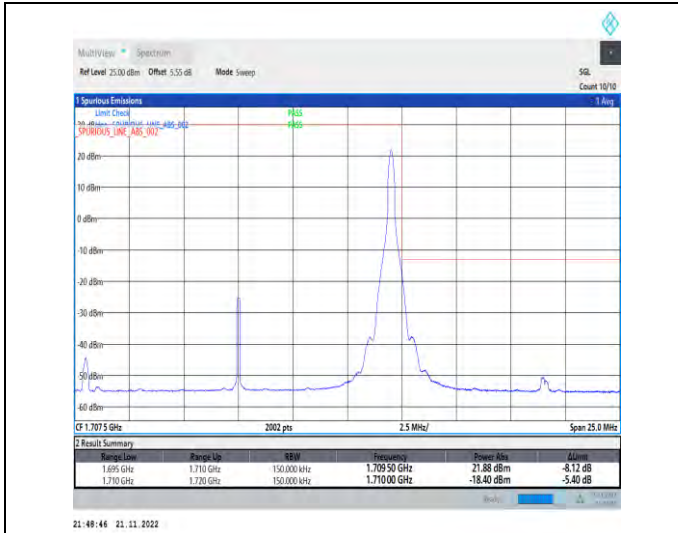 MultiView Spectrum
Ref Level 25.00 dBm Offset 5.55 dB Mode Sweep SGL
Count 10/10
1 Spurious Emissions 1 Avg
Limit Check PASS
30 dBm SPURIOUS_LINE_ABS_002 PASS
_SPURIOUS_LINE_ABS_002
20 dBm
10 dBm
0 dBm
-10 dBm
-20 dBm
-30 dBm
-40 dBm
-50 dBm
-60 dBm
CF 1.707 5 GHz 2002 pts 2.5 MHz/ Span 25.0 MHz
2 Result Summary
Range Low Range Up RBW Frequency Power Abs ΔLimit
1.695 GHz 1.710 GHz 150.000 kHz 1.709 50 GHz 21.88 dBm -8.12 dB
1.710 GHz 1.720 GHz 150.000 kHz 1.710 00 GHz -18.40 dBm -5.40 dB
21:48:46 21.11.2022